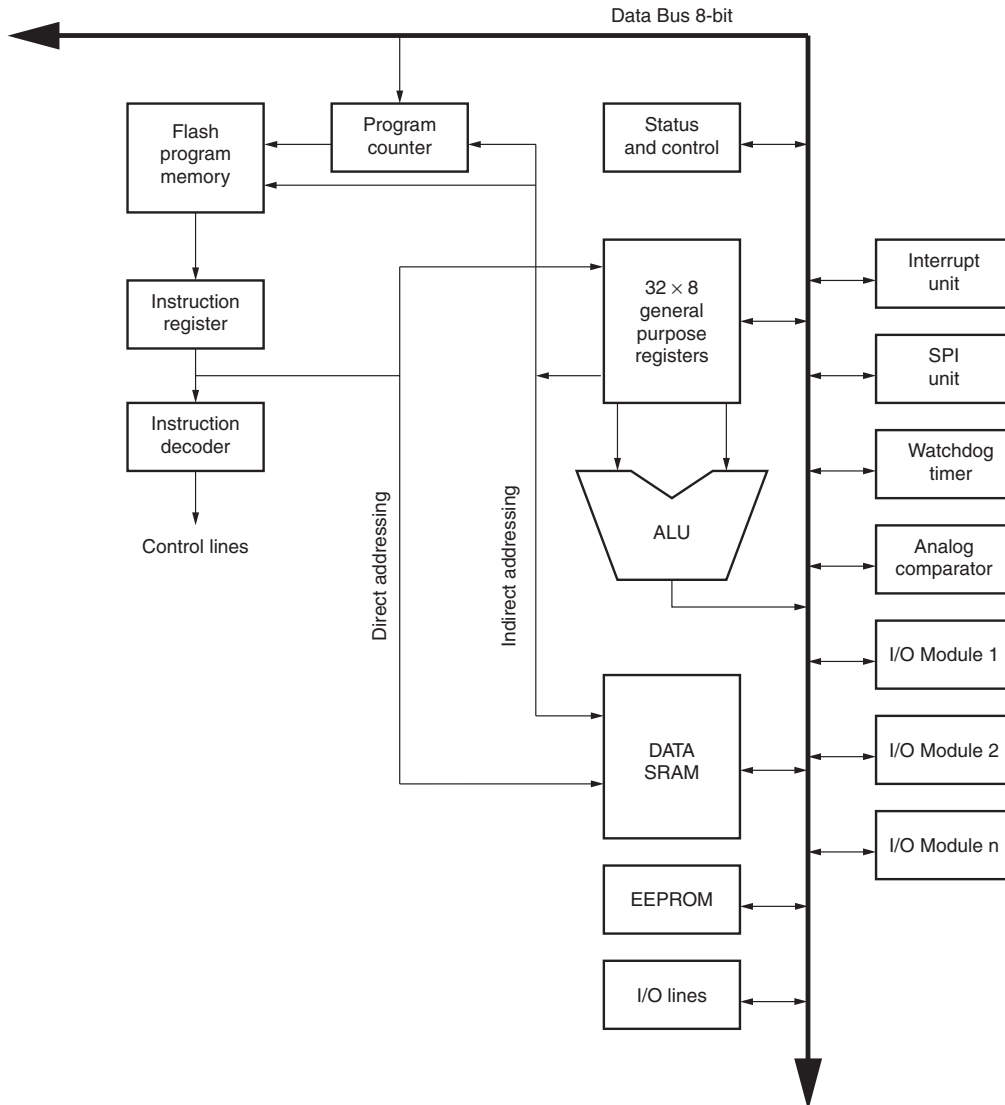 Data Bus 8-bit
Flash
program
memory
Program
counter
Status
and control
Instruction
register
32 × 8
general
purpose
registers
Interrupt
unit
SPI
unit
Instruction
decoder
Watchdog
timer
Control lines
Direct addressing
Indirect addressing
ALU
Analog
comparator
I/O Module 1
DATA
SRAM
I/O Module 2
I/O Module n
EEPROM
I/O lines